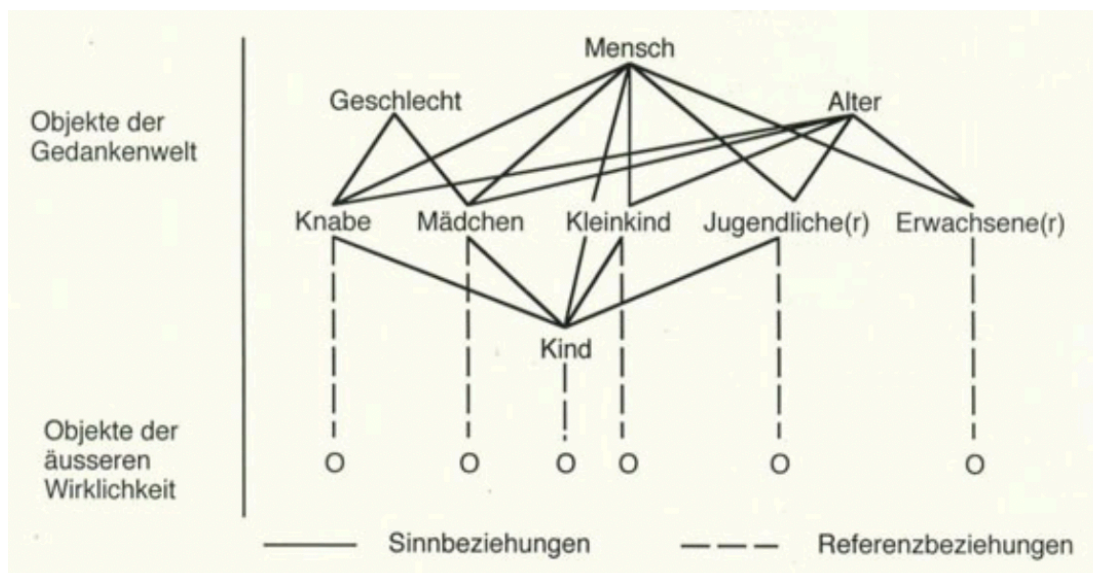 Mensch
Geschlecht
Alter
Objekte der
Gedankenwelt
Knabe Mädchen Kleinkind Jugendliche(r) Erwachsene(r)
Kind
Objekte der
äusseren
Wirklichkeit
O O O O O O
Sinnbeziehungen
Referenzbeziehungen